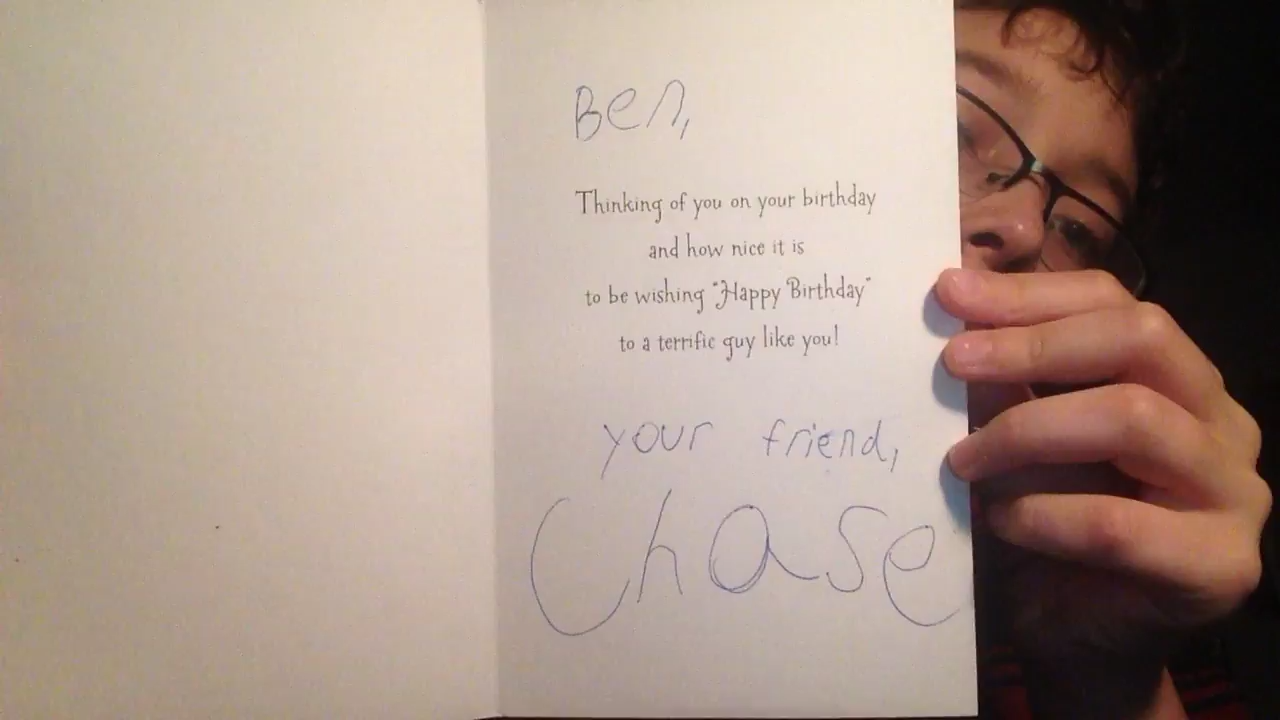 Ben,
Thinking of you on your birthday
and how nice it is
to be wishing "Happy Birthday"
to a terrific guy like you!
your friend,
Chase